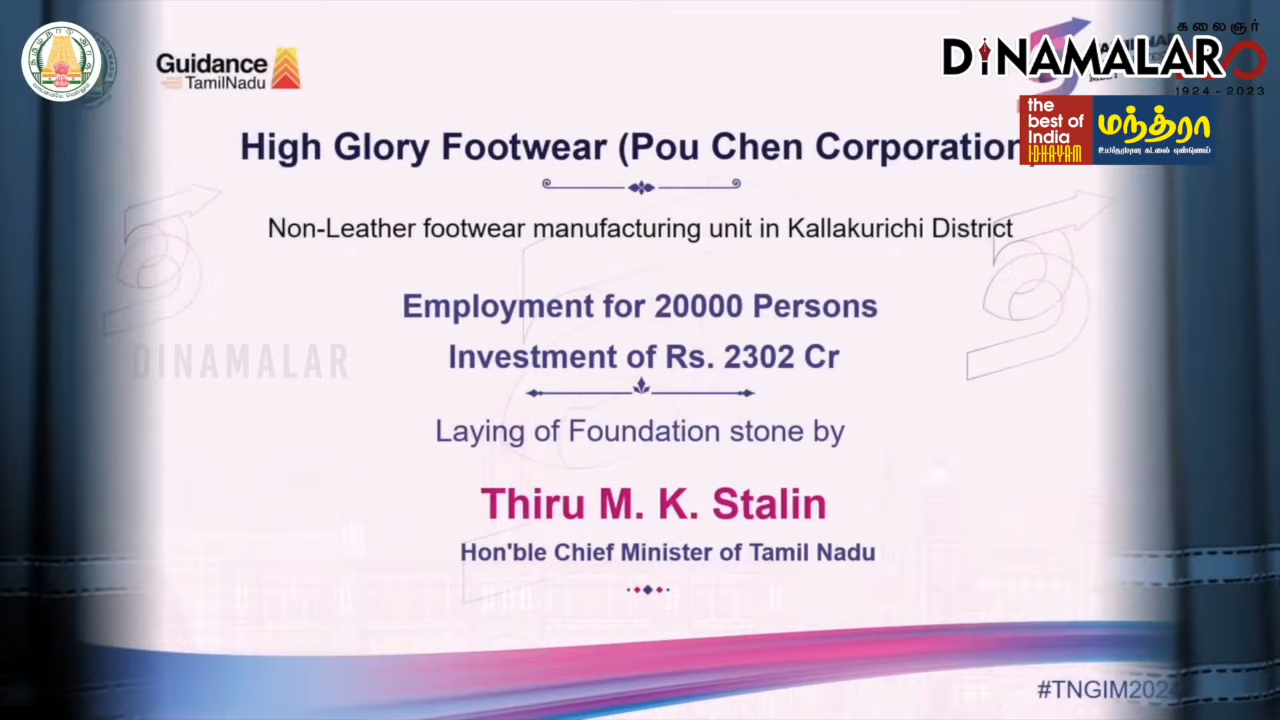 Guidance
TamilNadu
DINAMALAR
கலைஞர்
1924 - 2023
the
best of
India
IDHAYAM
மந்த்ரா
High Glory Footwear (Pou Chen Corporation)
Non-Leather footwear manufacturing unit in Kallakurichi District
Employment for 20000 Persons
Investment of Rs. 2302 Cr
DINAMALAR
Laying of Foundation stone by
Thiru M. K. Stalin
Hon'ble Chief Minister of Tamil Nadu
#TNGIM2024